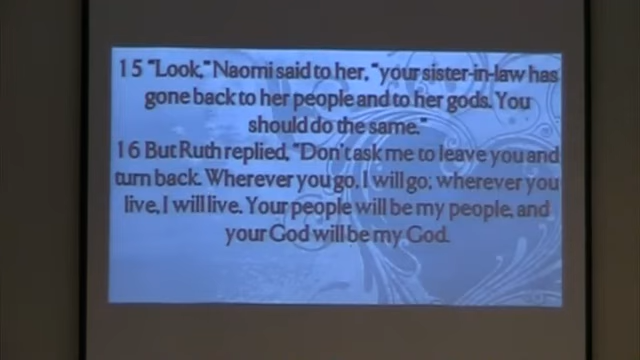 15 "Look," Naomi said to her, "your sister-in-law has
gone back to her people and to her gods. You
should do the same."
16 But Ruth replied, "Don't ask me to leave you and
turn back. Wherever you go, I will go; wherever you
live, I will live. Your people will be my people, and
your God will be my God.